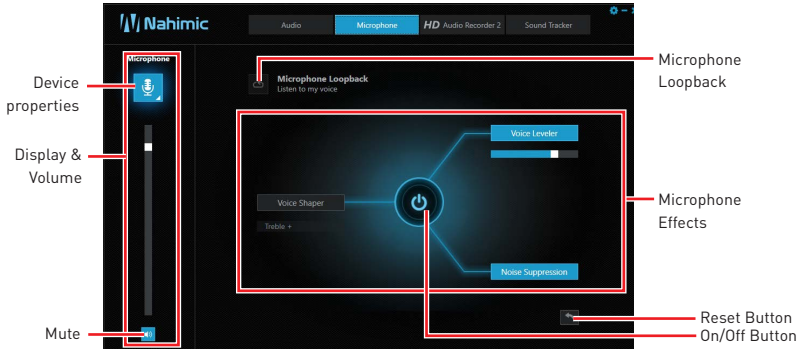 Nahimic
Audio
Microphone
HD Audio Recorder 2
Sound Tracker
Microphone
Device
properties
Display &
Volume
Mute
Microphone Loopback
Listen to my voice
Voice Leveler
Voice Shaper
Treble +
Noise Suppression
Microphone
Loopback
Microphone
Effects
Reset Button
On/Off Button